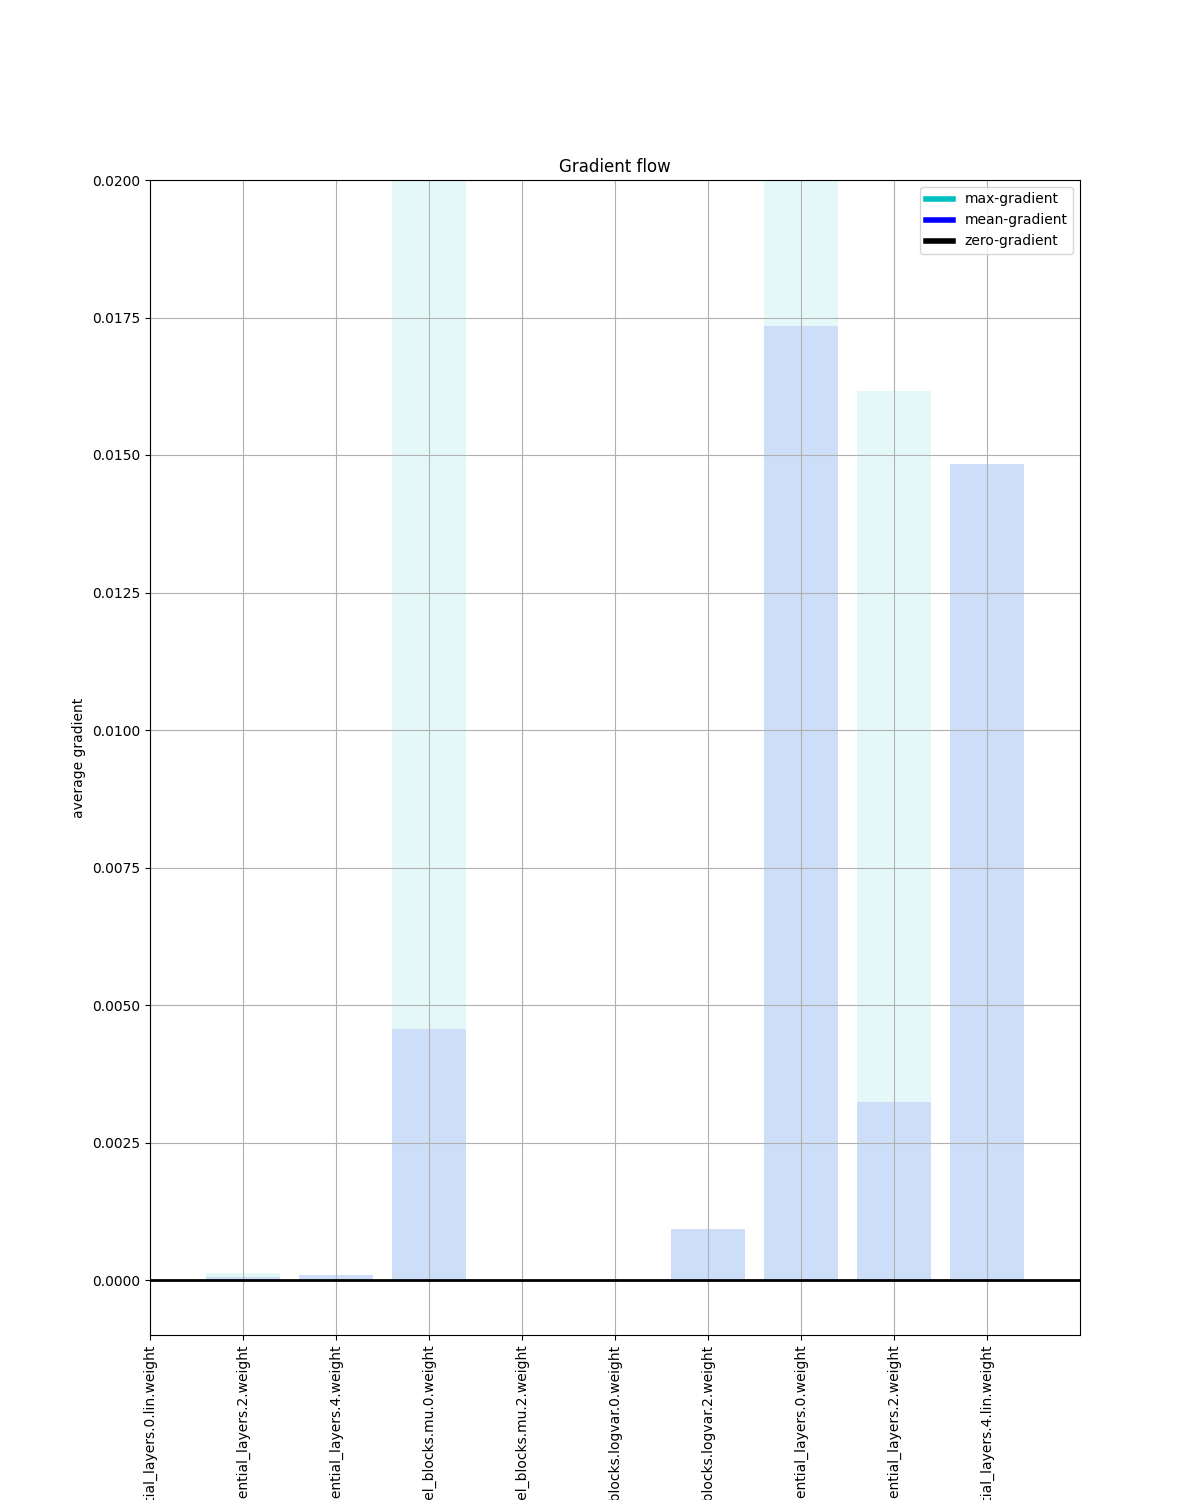 Gradient flow
max-gradient
mean-gradient
zero-gradient
0.0200
0.0175
0.0150
0.0125
0.0100
0.0075
0.0050
0.0025
0.0000
average gradient
tial_layers.0.lin.weight
ential_layers.2.weight
ential_layers.4.weight
el_blocks.mu.0.weight
el_blocks.mu.2.weight
blocks.logvar.0.weight
blocks.logvar.2.weight
ential_layers.0.weight
ential_layers.2.weight
tial_layers.4.lin.weight